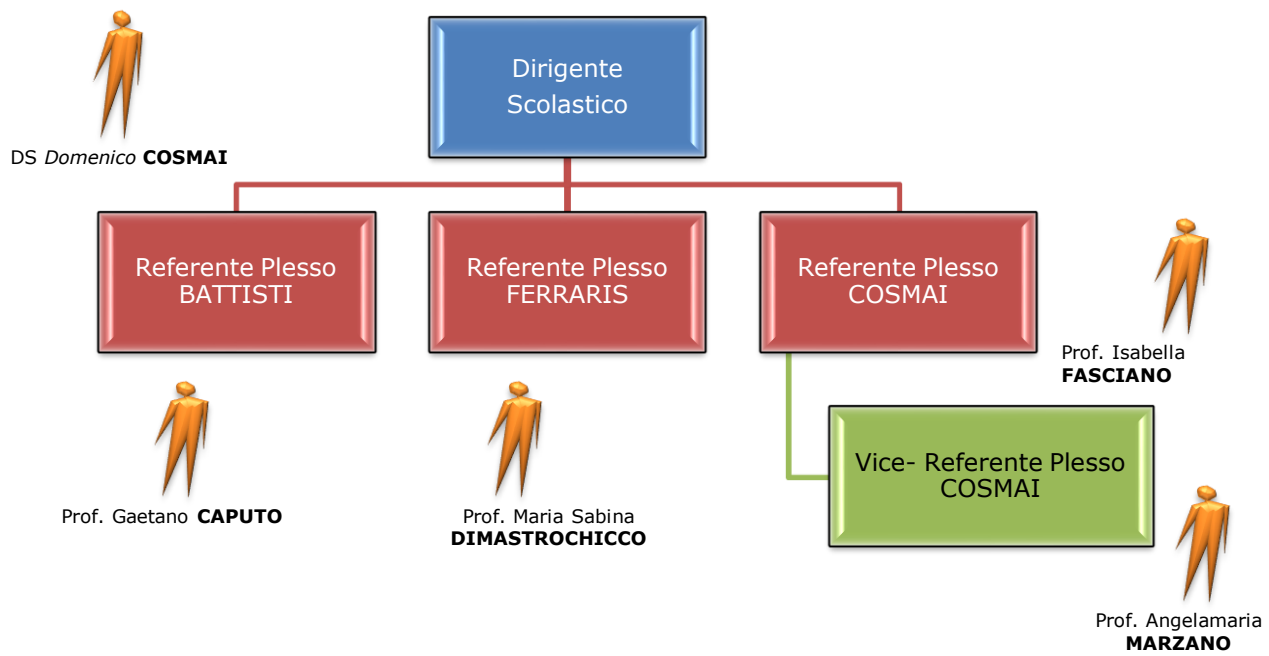 Dirigente
Scolastico
DS Domenico COSMAI
Referente Plesso
BATTISTI
Referente Plesso
FERRARIS
Referente Plesso
COSMAI
Prof. Isabella
FASCIANO
Prof. Gaetano CAPUTO
Prof. Maria Sabina
DIMASTROCHICCO
Vice- Referente Plesso
COSMAI
Prof. Angelamaria
MARZANO